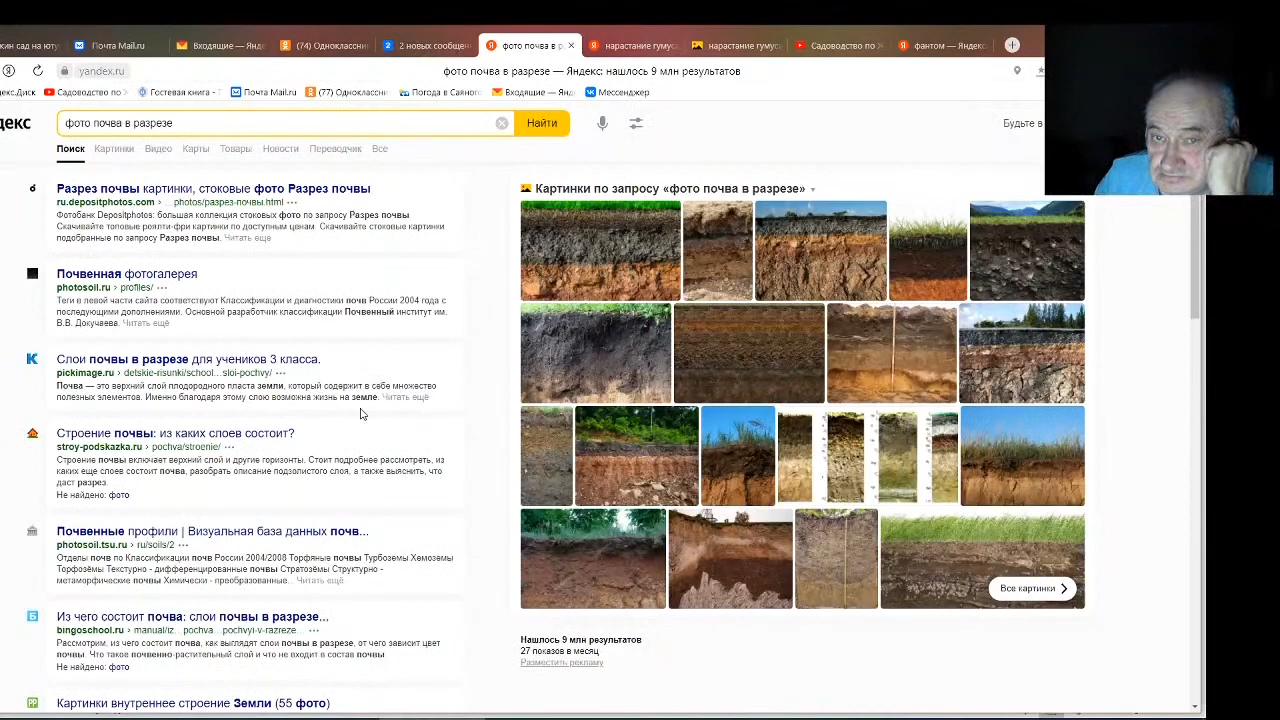 кин сад на юту
Почта Mail.ru
Входящие — Янде
(74) Одноклассни
2 новых сообщен
фото почва в р
нарастание гумус
нарастание гумус
Садоводство по
фантом — Яндекс
yandex.ru
фото почва в разрезе — Яндекс: нашлось 9 млн результатов
кс.Диск
Садоводство по
Гостевая книга -
Почта Mail.ru
(77) Одноклассни
Погода в Саяного
Входящие — Янд
Мессенджер
декс
фото почва в разрезе
Найти
Будьте в
Поиск Картинки Видео Карты Товары Новости Переводчик Все
Разрез почвы картинки, стоковые фото Разрез почвы
ru.depositphotos.com › ... photos/разрез-почвы.html ···
Фотобанк Depositphotos: большая коллекция стоковых фото по запросу Разрез почвы
Скачивайте топовые роялти-фри картинки по доступным ценам. Скачивайте стоковые картинки
подобранные по запросу Разрез почвы. Читать ещё
Почвенная фотогалерея
photosoil.ru › profiles/ ···
Теги в левой части сайта соответствуют Классификации и диагностики почв России 2004 года с
последующими дополнениями. Основной разработчик классификации Почвенный институт им.
В.В. Докучаева. Читать ещё
Слои почвы в разрезе для учеников 3 класса.
pickimage.ru › detskie-risunki/school...sloi-pochvy/ ···
Почва — это верхний слой плодородного пласта земли, который содержит в себе множество
полезных элементов. Именно благодаря этому слою возможна жизнь на земле. Читать ещё
Строение почвы: из каких слоев состоит?
stroy-podskazka.ru › pochva/stroenie/ ···
Строение почвы включает верхний слой и другие горизонты. Стоит подробнее рассмотреть, из
каких еще слоев состоит почва, разобрать описание подзолистого слоя, а также выяснить, что
даст разрез.
Не найдено: фото
Почвенные профили | Визуальная база данных почв...
photosoil.tsu.ru › ru/soils/2 ···
Отделы почв по Классификации почв России 2004/2008 Торфяные почвы Турбоземы Хемоземы
Торфоземы Текстурно - дифференцированные почвы Стратоземы Структурно -
метаморфические почвы Химически - преобразованные... Читать ещё
Из чего состоит почва: слои почвы в разрезе...
bingoschool.ru › manual/iz...pochva...pochvyi-v-razreze... ···
Рассмотрим, из чего состоит почва, как выглядят слои почвы в разрезе, от чего зависит цвет
почвы. Что такое почвенно-растительный слой и что не входит в состав почвы
Не найдено: фото
Картинки внутреннее строение Земли (55 фото)
Картинки по запросу «фото почва в разрезе»
Все картинки
Нашлось 9 млн результатов
27 показов в месяц
Разместить рекламу